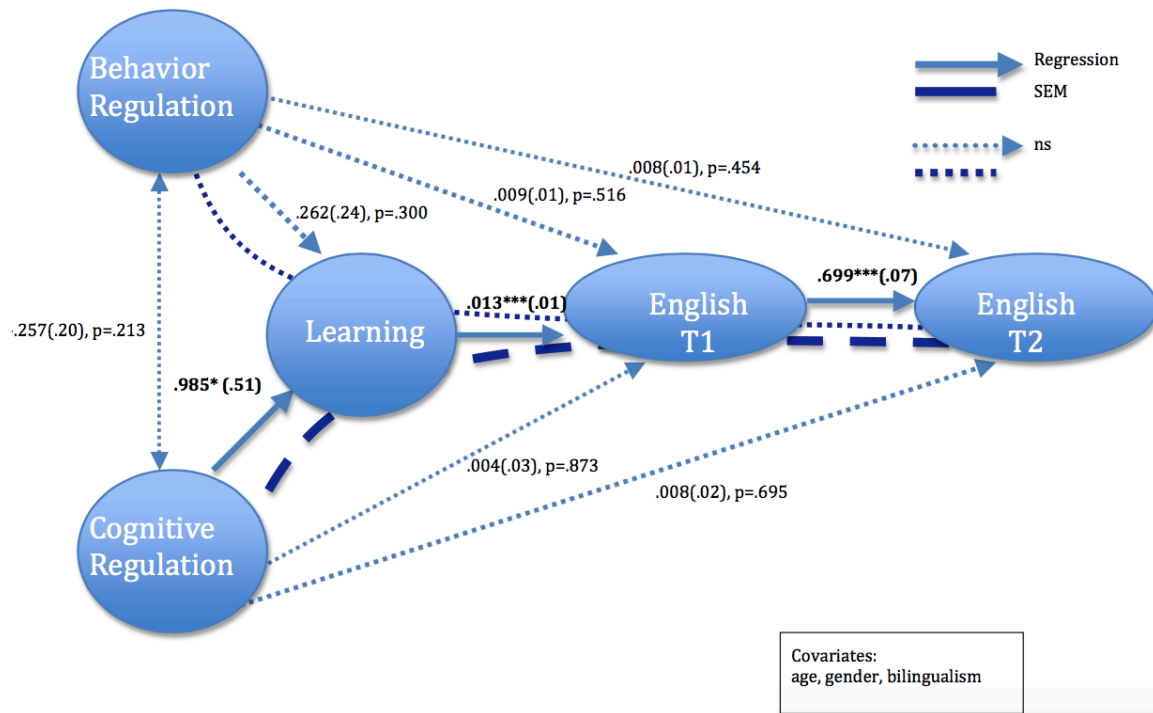 Behavior
Regulation
Regression
SEM
ns
.008(.01), p=.454
.009(.01), p=.516
.262(.24), p=.300
.699***(.07)
.013***(.01)
English
T1
English
T2
Learning
-.257(.20), p=.213
.985* (.51)
.004(.03), p=.873
.008(.02), p=.695
Cognitive
Regulation
Covariates:
age, gender, bilingualism